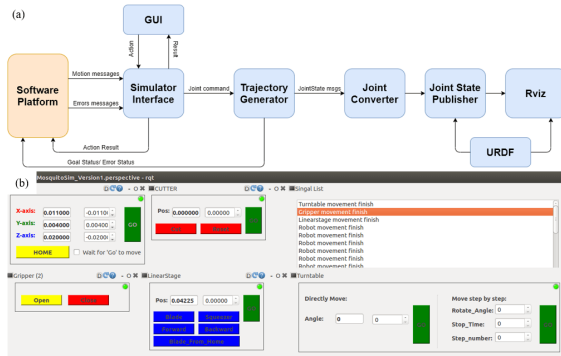 (a)
GUI
Action
Result
Software
Platform
Motion messages
Errors messages
Simulator
Interface
Joint command
Trajectory
Generator
JointState msgs
Joint
Converter
Joint State
Publisher
Rviz
URDF
Action Result
Goal Status/ Error Status
(b)
MosquitoSim_Version1.perspective - rqt
CUTTER
Singal List
X-axis: 0.011000 -0.0110
Y-axis: 0.004000 0.00400
Z-axis: 0.020000 -0.0200
GO
HOME
Wait for 'Go' to move
Pos: 0.000000 0.00000
Turntable movement finish
Gripper movement finish
Linearstage movement finish
Robot movement finish
Robot movement finish
Robot movement finish
Robot movement finish
Robot movement finish
Gripper (2)
LinearStage
Turntable
Open
Pos: 0.04225 0.00000
Blade Squeezer
Forward Backward
Blade_From_Home
Directly Move:
Angle: 0 0
Move step by step:
Rotate_Angle: 0
Stop_Time: 0
Step_number: 0